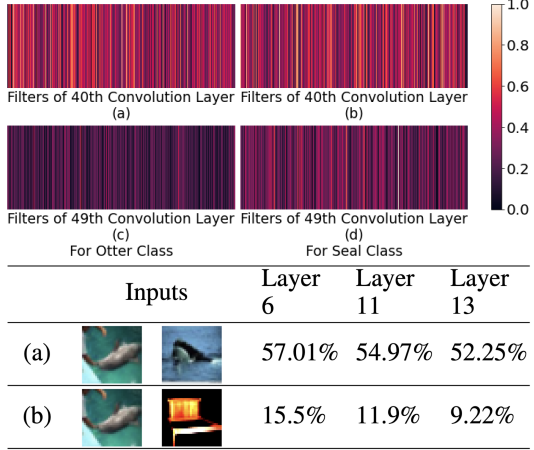 Filters of 40th Convolution Layer Filters of 40th Convolution Layer
(a) (b)
Filters of 49th Convolution Layer Filters of 49th Convolution Layer
(c) (d)
For Otter Class For Seal Class
1.0
0.8
0.6
0.4
0.2
0.0
Inputs Layer 6 Layer 11 Layer 13
(a) 57.01% 54.97% 52.25%
(b) 15.5% 11.9% 9.22%